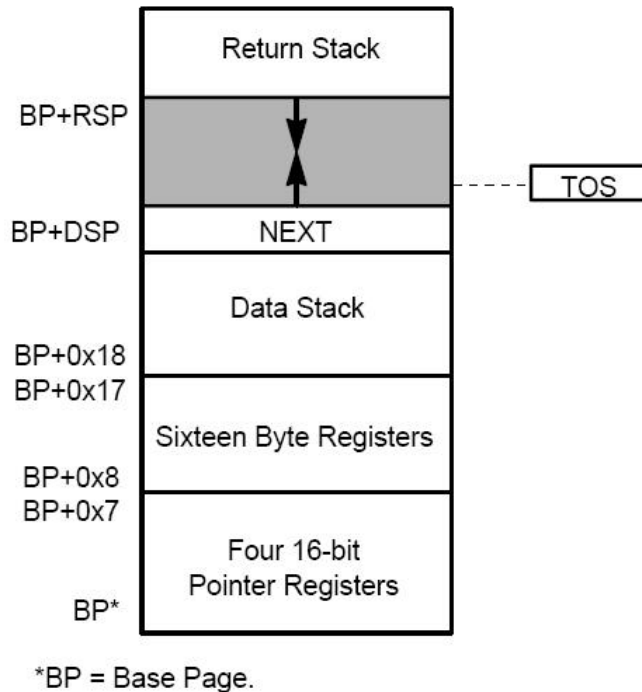 Return Stack
BP+RSP
TOS
BP+DSP
NEXT
Data Stack
BP+0x18
BP+0x17
Sixteen Byte Registers
BP+0x8
BP+0x7
Four 16-bit
Pointer Registers
BP*
*BP = Base Page.